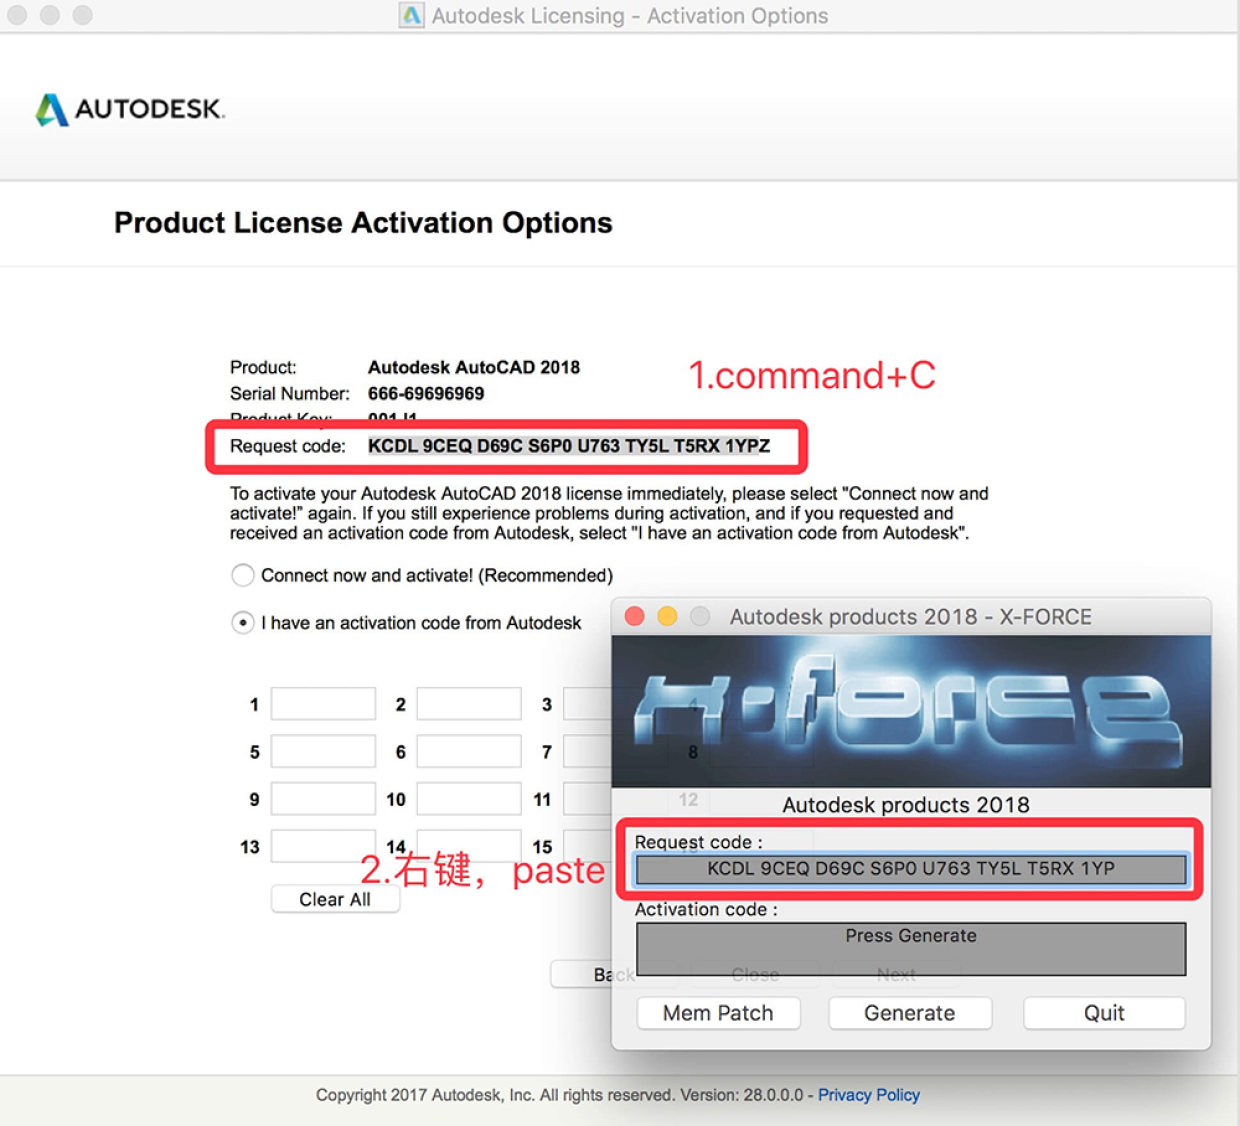 Autodesk Licensing - Activation Options
AUTODESK.
Product License Activation Options
Product: Autodesk AutoCAD 2018
1.command+C
Serial Number: 666-69696969
Product Key: 001J1
Request code: KCDL 9CEQ D69C S6P0 U763 TY5L T5RX 1YPZ
To activate your Autodesk AutoCAD 2018 license immediately, please select "Connect now and
activate!" again. If you still experience problems during activation, and if you requested and
received an activation code from Autodesk, select "I have an activation code from Autodesk".
Connect now and activate! (Recommended)
I have an activation code from Autodesk
1 2 3 4
5 6 7 8
9 10 11 12
13 14 15
2.右键，paste
Clear All
Back Close Next
Autodesk products 2018 - X-FORCE
x-force
Autodesk products 2018
Request code :
KCDL 9CEQ D69C S6P0 U763 TY5L T5RX 1YP
Activation code :
Press Generate
Mem Patch Generate Quit
Copyright 2017 Autodesk, Inc. All rights reserved. Version: 28.0.0.0 - Privacy Policy